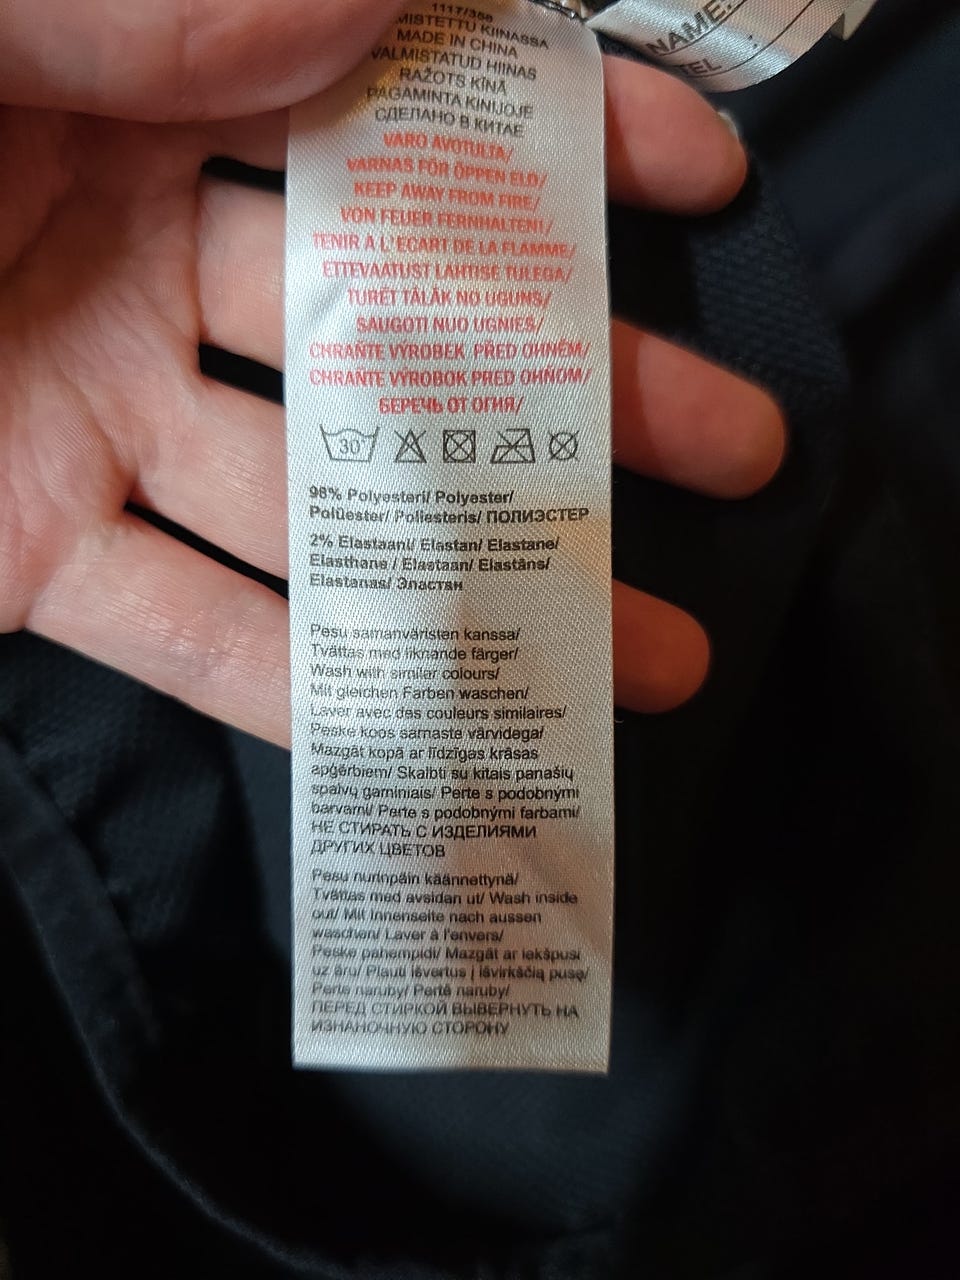 1117/358
MISTETTU KIINASSA
MADE IN CHINA
VALMISTATUD HIINAS
RAŽOTS ĶĪNĀ
PAGAMINTA KINIJOJE
СДЕЛАНО В КИТАЕ
VARO AVOTULTA/
VARNAS FÖR ÖPPEN ELD/
KEEP AWAY FROM FIRE/
VON FEUER FERNHALTEN!/
TENIR A L'ECART DE LA FLAMME/
ETTEVAATUST LAHTISE TULEGA/
TURĒT TĀLĀK NO UGUNS/
SAUGOTI NUO UGNIES/
CHRAŇTE VÝROBEK PŘED OHNĚM/
CHRAŇTE VÝROBOK PRED OHŇOM/
БЕРЕЧЬ ОТ ОГНЯ/
30
98% Polyesteri/ Polyester/
Polüester/ Poliesteris/ ПОЛИЭСТЕР
2% Elastaani/ Elastan/ Elastane/
Elasthane / Elastaan/ Elastāns/
Elastanas/ Эластан
Pesu samanväristen kanssa/
Tvättas med liknande färger/
Wash with similar colours/
Mit gleichen Farben waschen/
Laver avec des couleurs similaires/
Peske koos sarnaste värvidega/
Mazgāt kopā ar līdzīgas krāsas
apģērbiem/ Skalbti su kitais panašių
spalvų gaminiais/ Perte s podobnými
barvami/ Perte s podobnými farbami/
НЕ СТИРАТЬ С ИЗДЕЛИЯМИ
ДРУГИХ ЦВЕТОВ
Pesu nurinpäin käännettynä/
Tvättas med avsidan ut/ Wash inside
out/ Mit Innenseite nach aussen
waschen/ Laver à l'envers/
Peske pahempidi/ Mazgāt ar iekšpusi
uz āru/ Plauti išvertus į išvirkščią pusę/
Perte naruby/ Perte naruby/
ПЕРЕД СТИРКОЙ ВЫВЕРНУТЬ НА
ИЗНАНОЧНУЮ СТОРОНУ
NAME:
TEL :